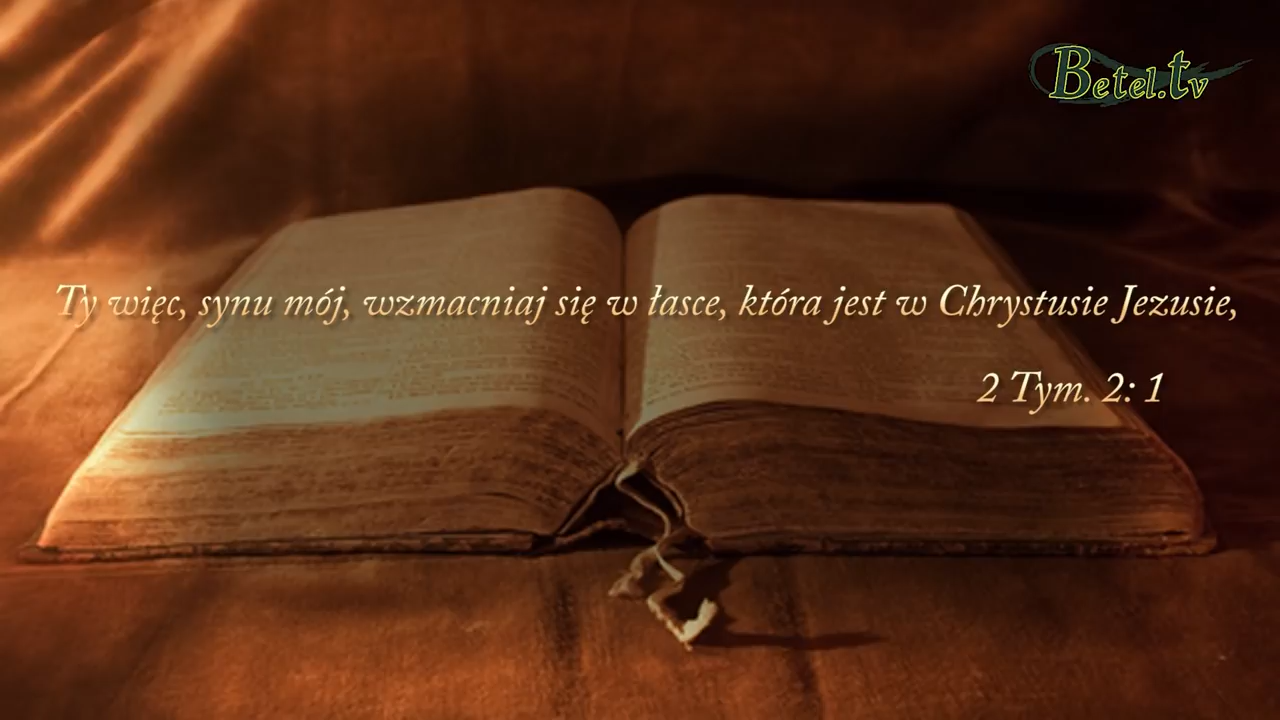 Betel.tv
Ty więc, synu mój, wzmacniaj się w łasce, która jest w Chrystusie Jezusie,
2 Tym. 2: 1